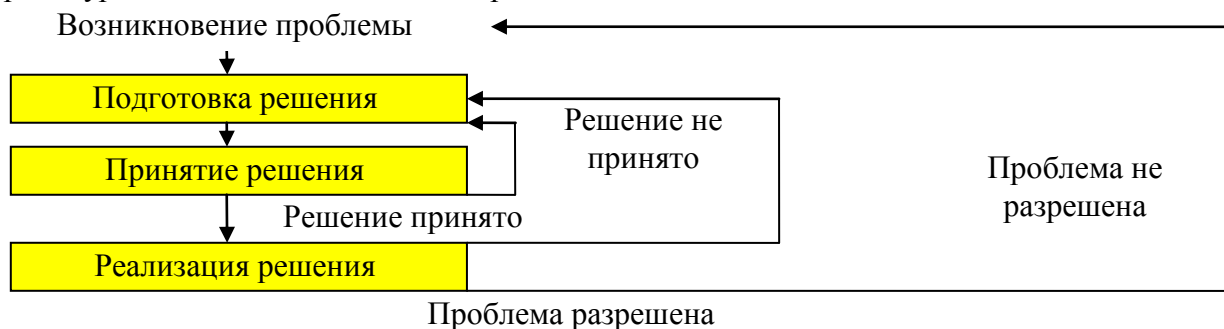 Возникновение проблемы
Подготовка решения
Решение не
принято
Принятие решения
Проблема не
разрешена
Решение принято
Реализация решения
Проблема разрешена